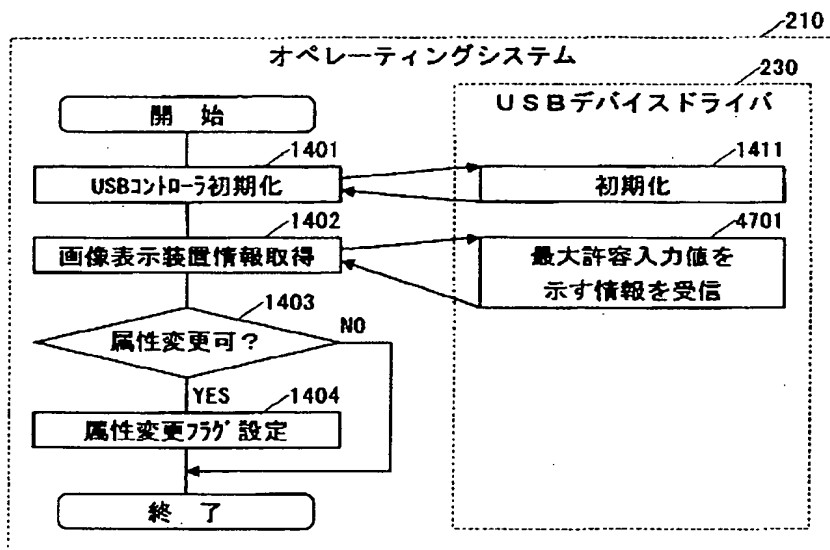 210
オペレーティングシステム
230
USBデバイスドライバ
開 始
1401
USBｺﾝﾄﾛｰﾗ初期化
1411
初期化
1402
画像表示装置情報取得
4701
最大許容入力値を
示す情報を受信
1403
属性変更可?
NO
YES
1404
属性変更ﾌﾗｸﾞ設定
終 了